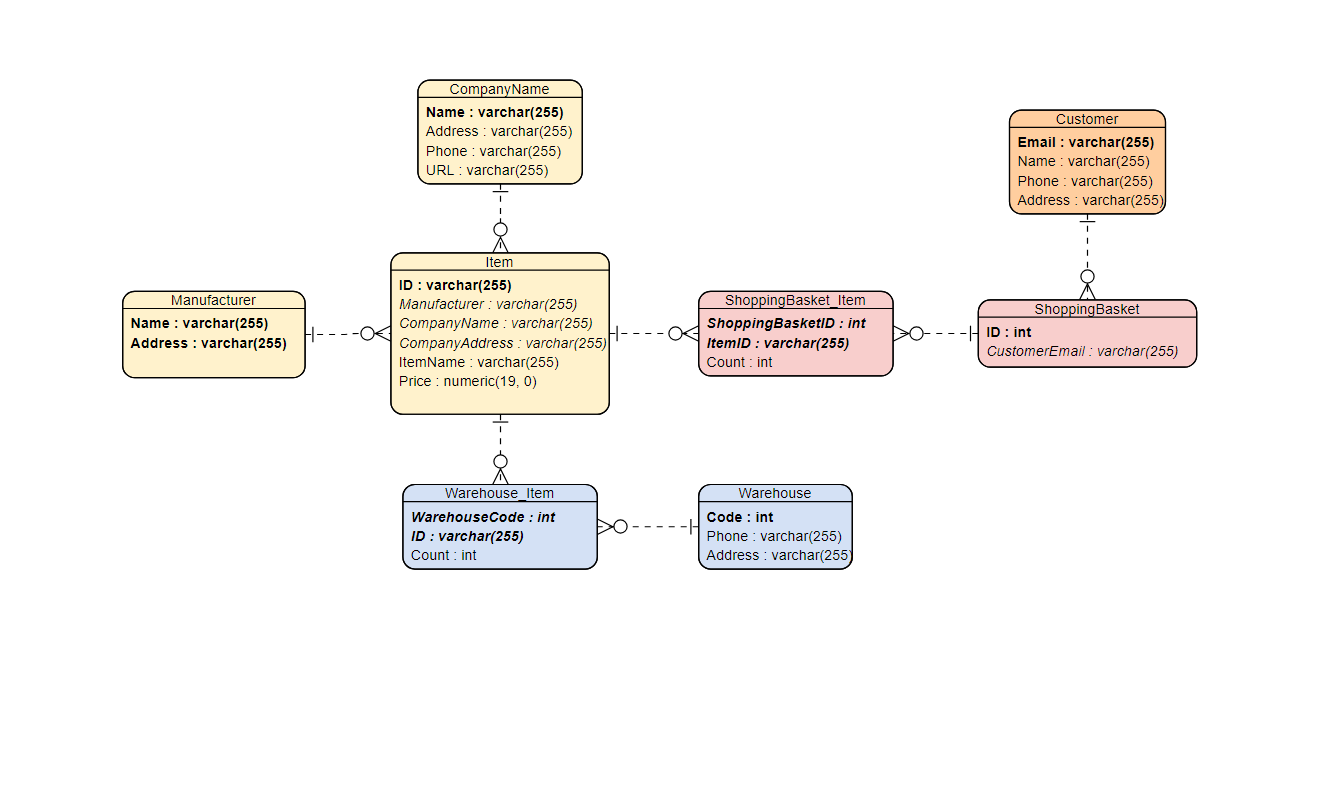 CompanyName
Name : varchar(255)
Address : varchar(255)
Phone : varchar(255)
URL : varchar(255)
Customer
Email : varchar(255)
Name : varchar(255)
Phone : varchar(255)
Address : varchar(255)
Manufacturer
Name : varchar(255)
Address : varchar(255)
Item
ID : varchar(255)
Manufacturer : varchar(255)
CompanyName : varchar(255)
CompanyAddress : varchar(255)
ItemName : varchar(255)
Price : numeric(19, 0)
ShoppingBasket_Item
ShoppingBasketID : int
ItemID : varchar(255)
Count : int
ShoppingBasket
ID : int
CustomerEmail : varchar(255)
Warehouse_Item
WarehouseCode : int
ID : varchar(255)
Count : int
Warehouse
Code : int
Phone : varchar(255)
Address : varchar(255)